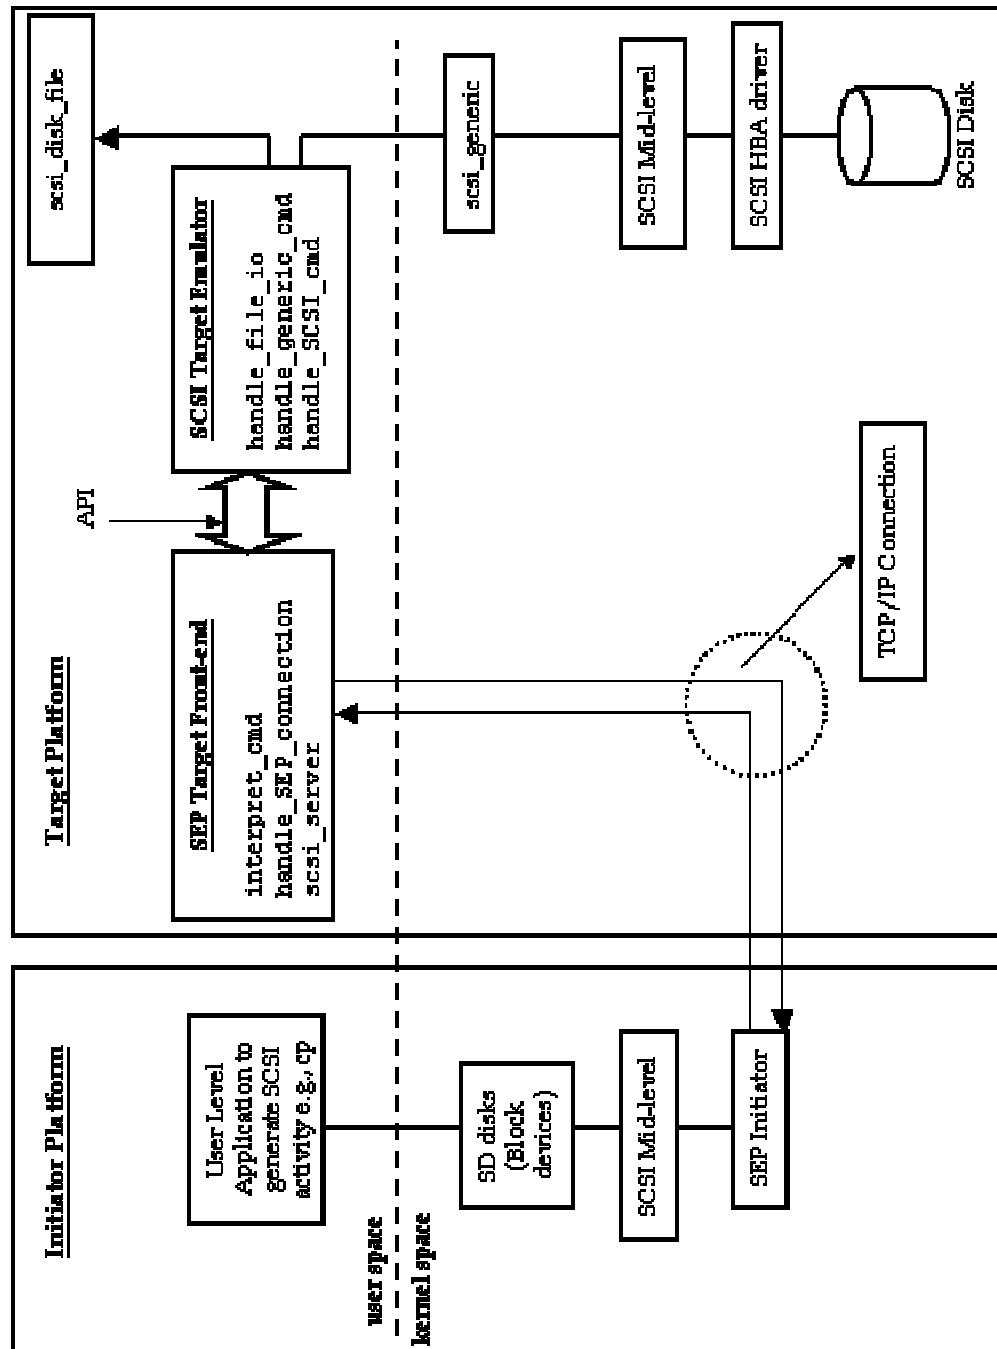 Initiator Platform
User Level
Application to
generate SCSI
activity e.g., cp
user space
kernel space
SD disks
(Block
devices)
SCSI Mid-level
SEP Initiator
Target Platform
SEP Target Front-end
interpret_cmd
handle_SEP_connection
scsi_server
API
SCSI Target Emulator
handle_file_io
handle_generic_cmd
handle_SCSI_cmd
scsi_disk_file
scsi_generic
SCSI Mid-level
SCSI HBA driver
SCSI Disk
TCP/IP Connection